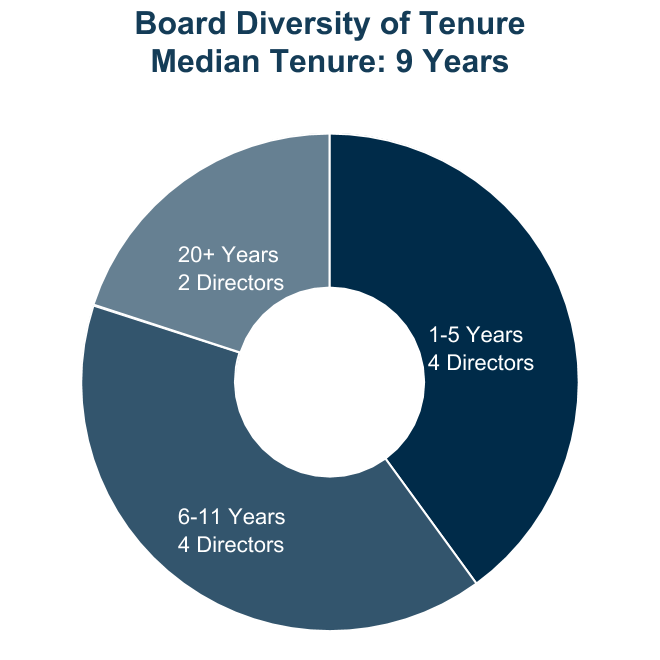 Board Diversity of Tenure
Median Tenure: 9 Years
20+ Years
2 Directors
1-5 Years
4 Directors
6-11 Years
4 Directors